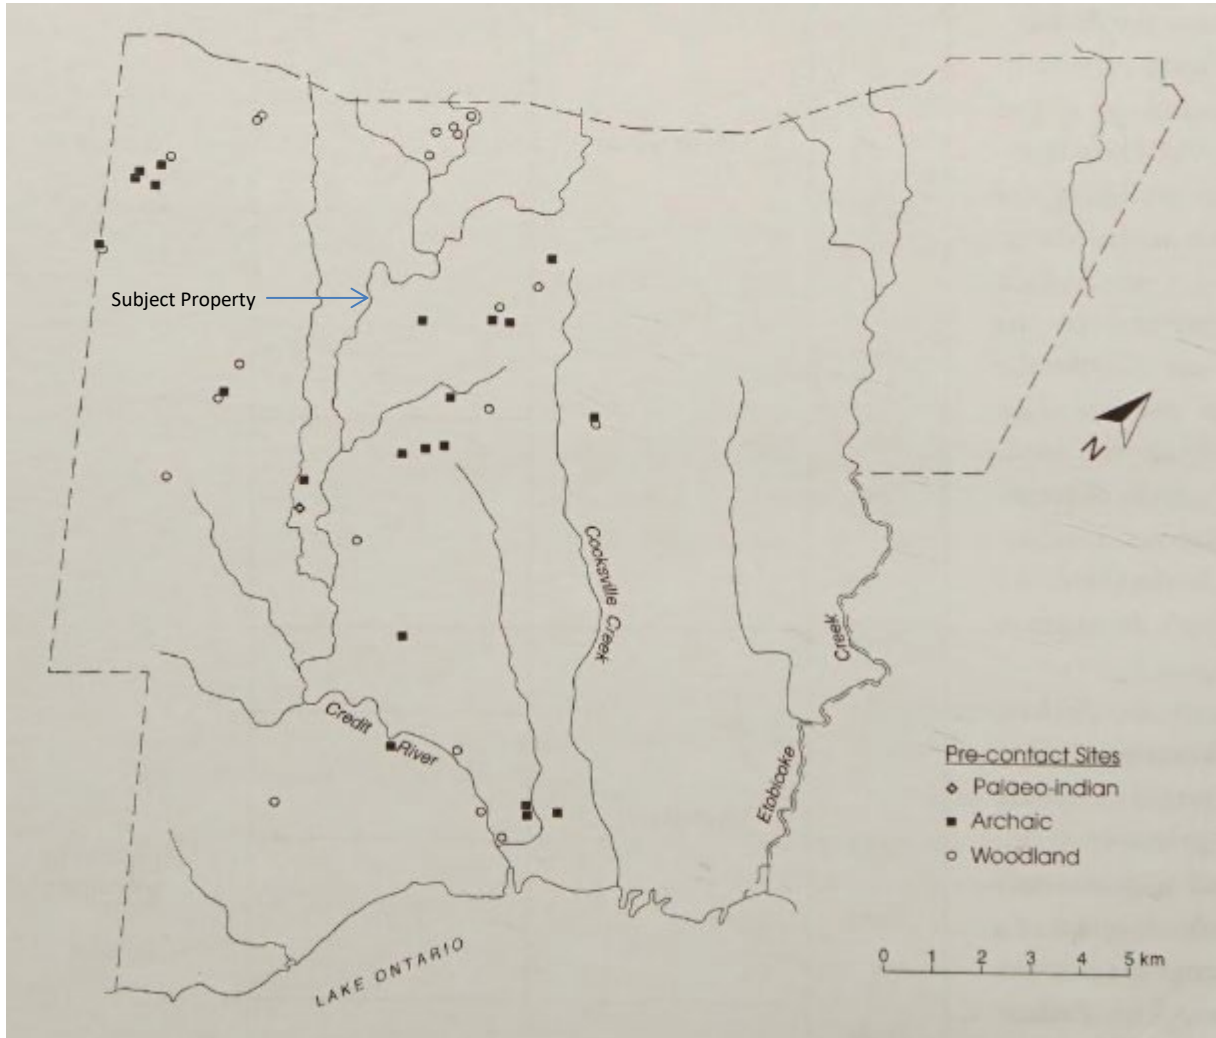 Subject Property
N
Cooksville Creek
Creek
Credit
River
Etobicoke
Pre-contact Sites
Palaeo-indian
Archaic
Woodland
LAKE ONTARIO
0 1 2 3 4 5 km